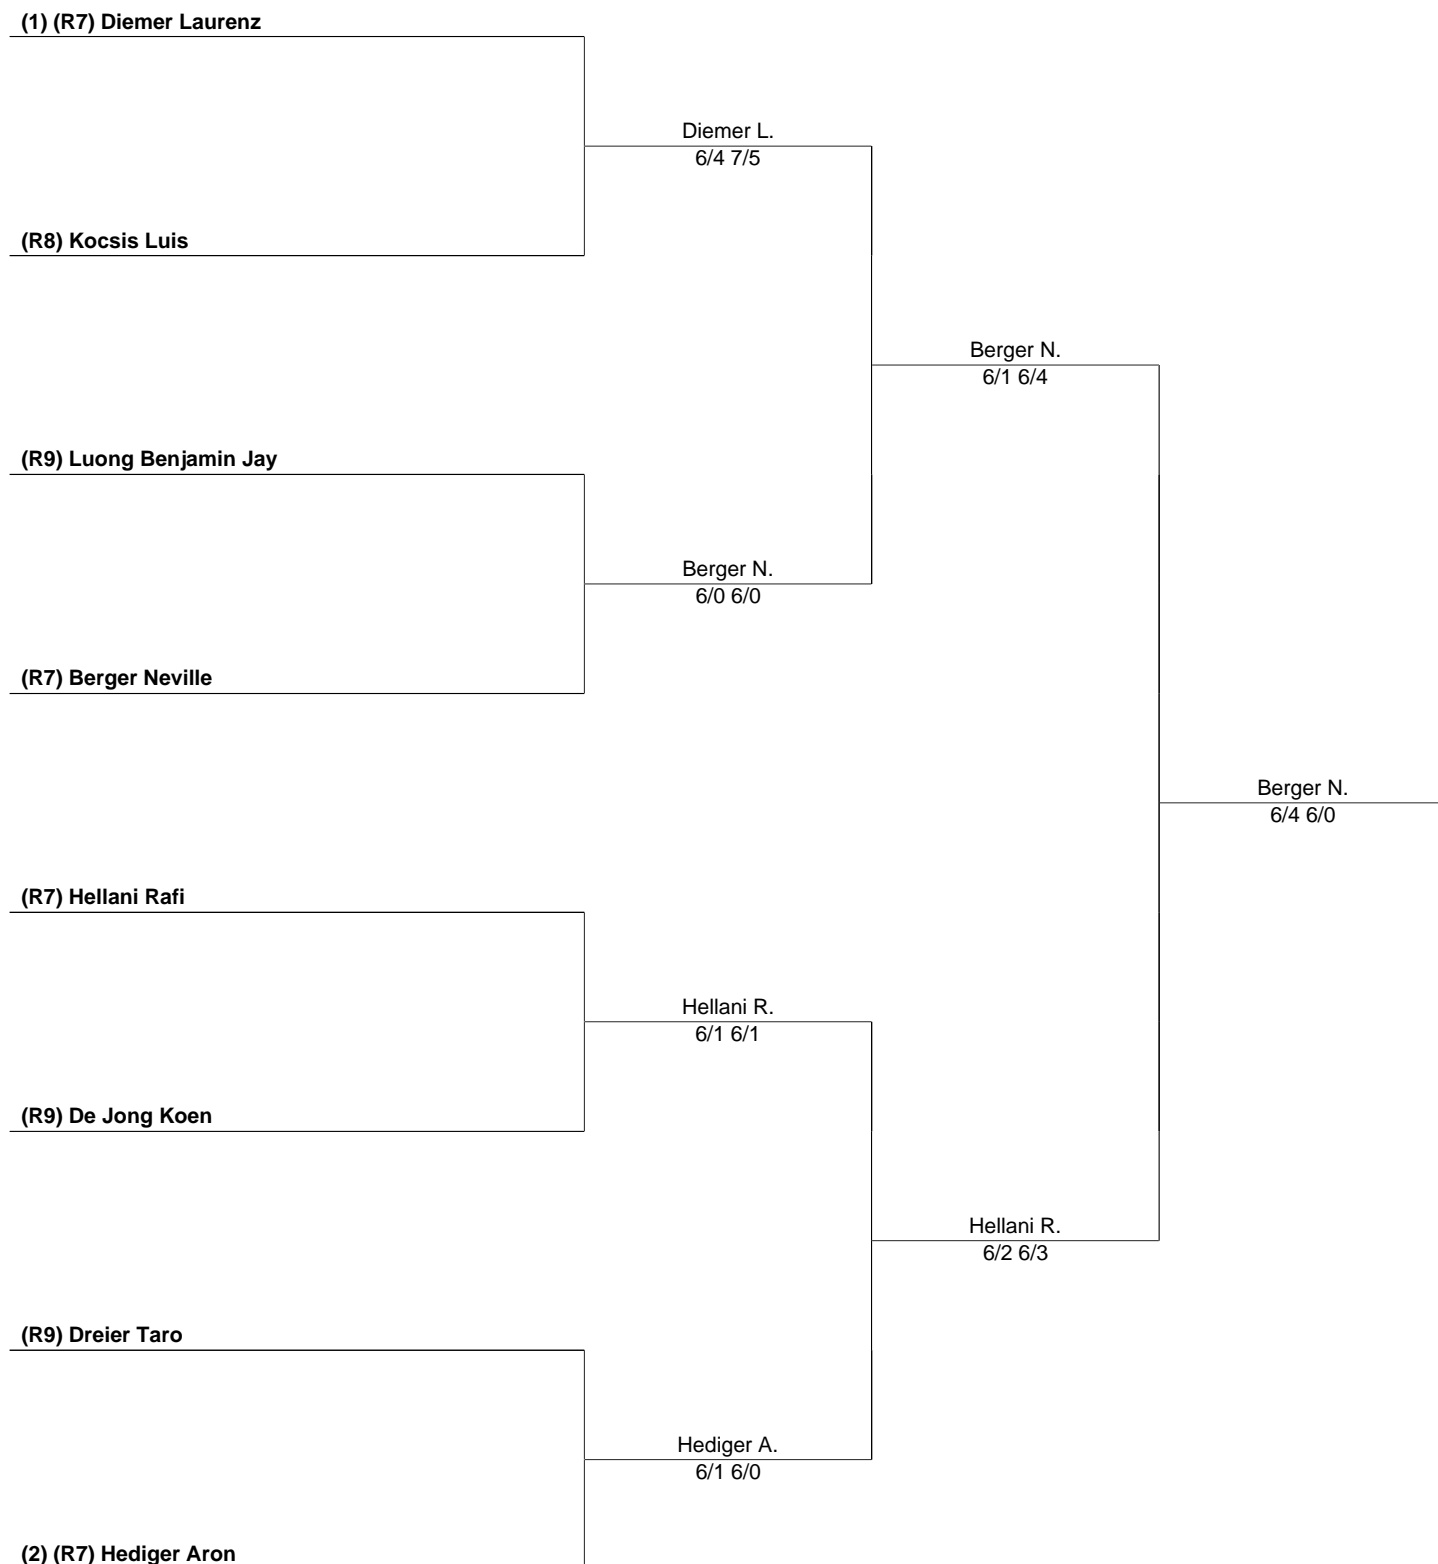 (1) (R7) Diemer Laurenz
Diemer L.
6/4 7/5
(R8) Kocsis Luis
Berger N.
6/1 6/4
(R9) Luong Benjamin Jay
Berger N.
6/0 6/0
(R7) Berger Neville
Berger N.
6/4 6/0
(R7) Hellani Rafi
Hellani R.
6/1 6/1
(R9) De Jong Koen
Hellani R.
6/2 6/3
(R9) Dreier Taro
Hediger A.
6/1 6/0
(2) (R7) Hediger Aron